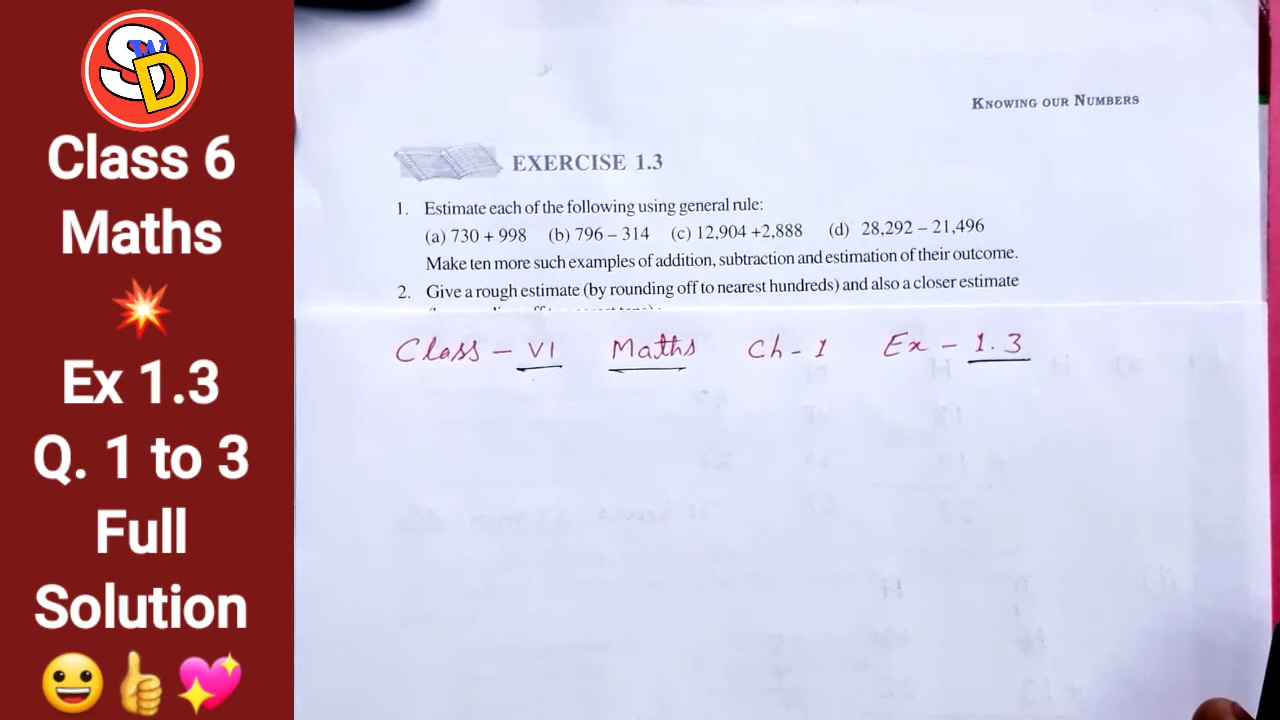 SWD
Class 6
Maths
Ex 1.3
Q. 1 to 3
Full
Solution
KNOWING OUR NUMBERS
EXERCISE 1.3
1. Estimate each of the following using general rule:
(a) 730 + 998 (b) 796 – 314 (c) 12,904 +2,888 (d) 28,292 – 21,496
Make ten more such examples of addition, subtraction and estimation of their outcome.
2. Give a rough estimate (by rounding off to nearest hundreds) and also a closer estimate
Class – VI Maths Ch - 1 Ex – 1.3